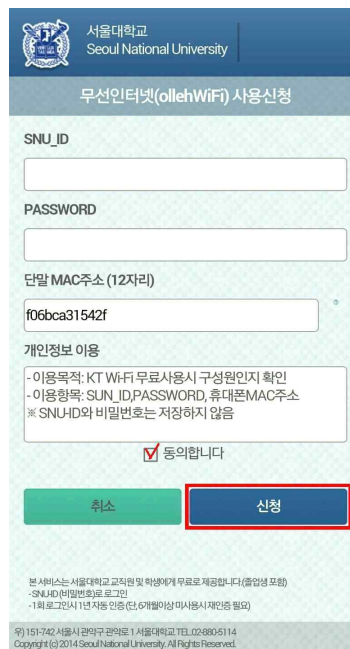 서울대학교
Seoul National University
무선인터넷(ollehWiFi) 사용신청
SNU_ID
PASSWORD
단말 MAC주소 (12자리)
f06bca31542f
개인정보 이용
- 이용목적: KT Wi-Fi 무료사용시 구성원인지 확인
- 이용항목: SUN_ID,PASSWORD, 휴대폰MAC주소
※ SNU-ID와 비밀번호는 저장하지 않음
동의합니다
취소
신청
본 서비스는 서울대학교 교직원 및 학생에게 무료로 제공합니다.(졸업생 포함)
- SNU-ID(비밀번호)로 로그인
- 1회 로그인시 1년 자동 인증 (단,6개월이상 미사용시 재인증 필요)
우) 151-742 서울시 관악구 관악로 1 서울대학교 TEL.02-880-5114
Copyright (c) 2014 Seoul National University. All Rights Reserved.